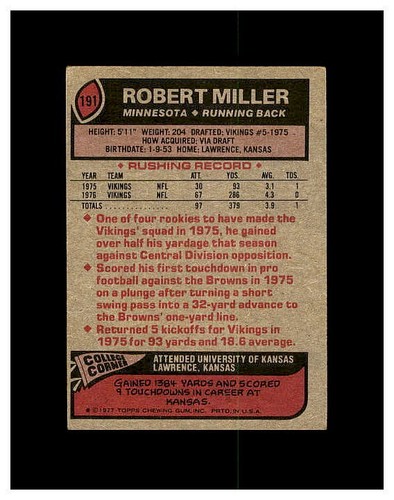 191
ROBERT MILLER
MINNESOTA ◆ RUNNING BACK
HEIGHT: 5'11" WEIGHT: 204 DRAFTED: VIKINGS #5-1975
HOW ACQUIRED: VIA DRAFT
BIRTHDATE: 1-9-53 HOME: LAWRENCE, KANSAS
◆ RUSHING RECORD ◆
YEAR TEAM ATT. YDS. AVG. TDS.
1975 VIKINGS NFL 30 93 3.1 1
1976 VIKINGS NFL 67 286 4.3 0
TOTALS 97 379 3.9 1
◆ One of four rookies to have made the
Vikings' squad in 1975, he gained
over half his yardage that season
against Central Division opposition.
◆ Scored his first touchdown in pro
football against the Browns in 1975
on a plunge after turning a short
swing pass into a 32-yard advance to
the Browns' one-yard line.
◆ Returned 5 kickoffs for Vikings in
1975 for 93 yards and 18.6 average.
COLLEGE
CORNER
ATTENDED UNIVERSITY OF KANSAS
LAWRENCE, KANSAS
GAINED 1384 YARDS AND SCORED
9 TOUCHDOWNS IN CAREER AT
KANSAS.
© 1977 TOPPS CHEWING GUM, INC. PRTD. IN U.S.A.